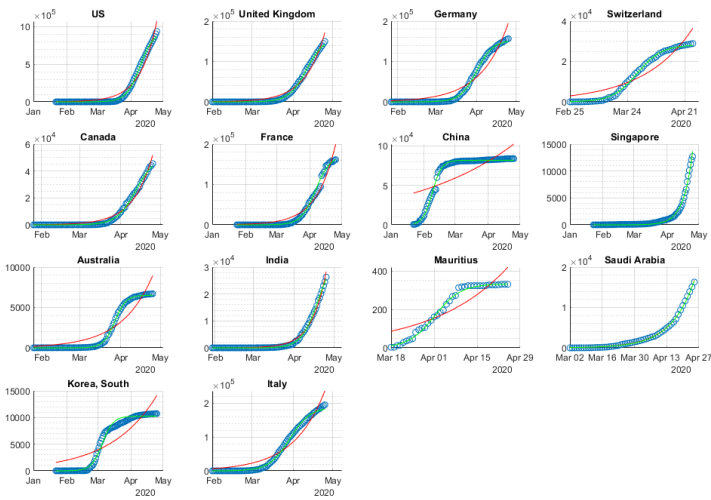 US
×10^5
10
5
0
Jan Feb Mar Apr May
2020
United Kingdom
×10^5
2
1
0
Feb Mar Apr May
2020
Germany
×10^5
2
1
0
Feb Mar Apr May
2020
Switzerland
×10^4
4
2
0
Feb 25 Mar 24 Apr 21
2020
Canada
×10^4
6
4
2
0
Feb Mar Apr May
2020
France
×10^5
2
1
0
Feb Mar Apr May
2020
China
×10^4
10
5
0
Jan Feb Mar Apr May
2020
Singapore
15000
10000
5000
0
Feb Mar Apr May
2020
Australia
10000
5000
0
Feb Mar Apr May
2020
India
×10^4
3
2
1
0
Feb Mar Apr May
2020
Mauritius
400
200
0
Mar 18 Apr 01 Apr 15 Apr 29
2020
Saudi Arabia
×10^4
2
1
0
Mar 02 Mar 16 Mar 30 Apr 13 Apr 27
2020
Korea, South
15000
10000
5000
0
Jan Feb Mar Apr May
2020
Italy
×10^5
2
1
0
Feb Mar Apr May
2020